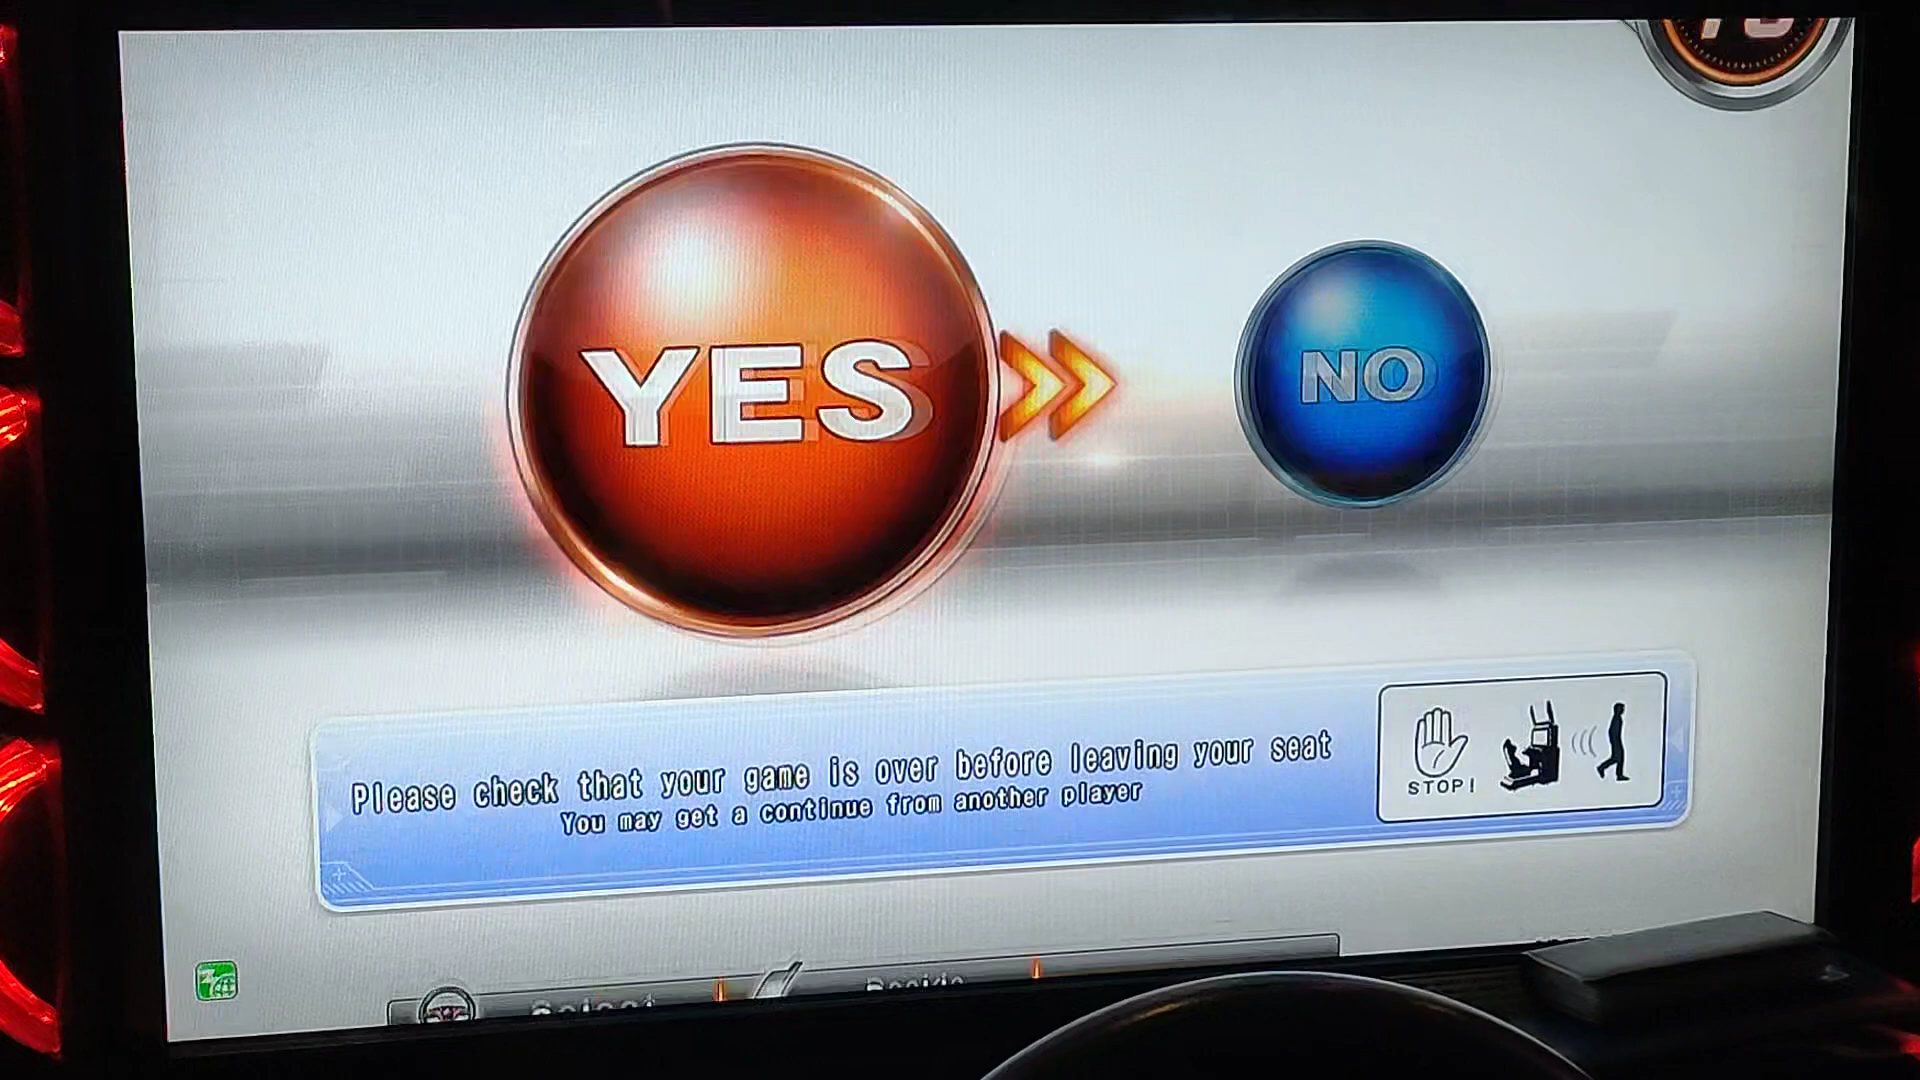 YES
NO
Please check that your game is over before leaving your seat
You may get a continue from another player
STOP!
Select